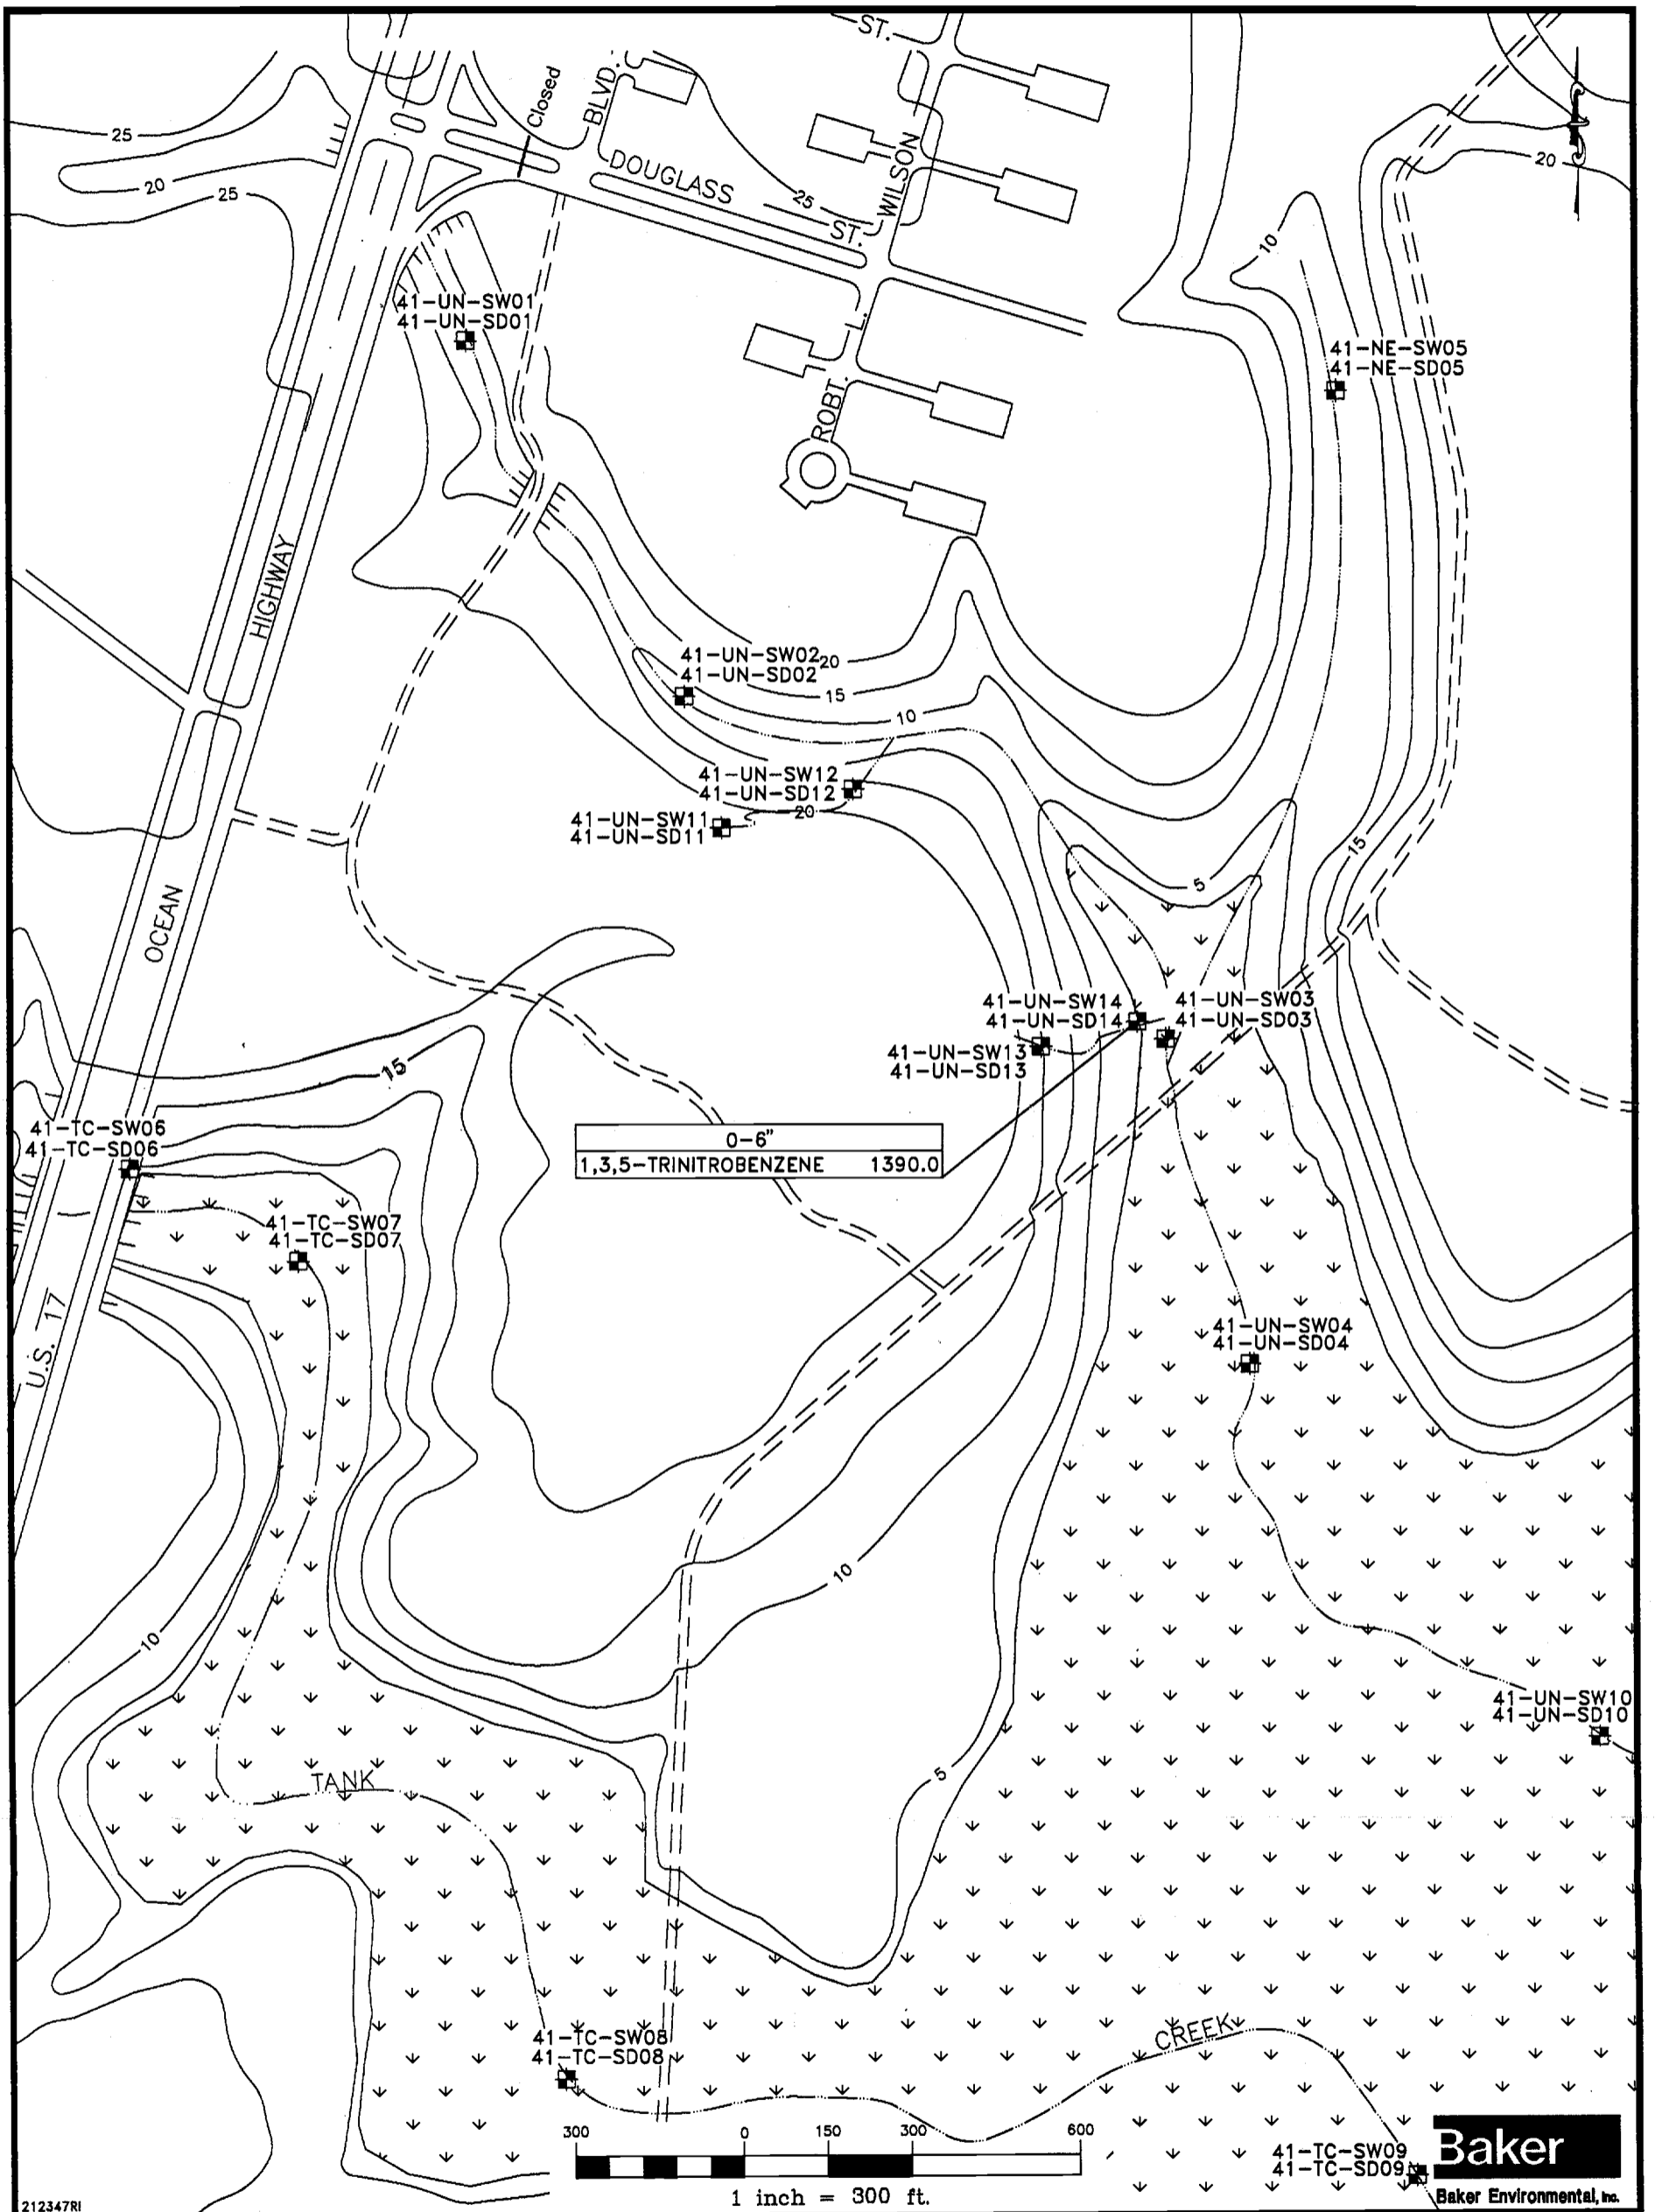 ST.
Closed
BLVD.
25
DOUGLASS
ST.
WILSON
25
20
25
20
10
41-UN-SW01
41-UN-SD01
L.
ROBT.
41-NE-SW05
41-NE-SD05
HIGHWAY
41-UN-SW02
41-UN-SD02
20
15
10
41-UN-SW12
41-UN-SD12
20
41-UN-SW11
41-UN-SD11
15
5
OCEAN
41-UN-SW14
41-UN-SD14
41-UN-SW03
41-UN-SD03
41-UN-SW13
41-UN-SD13
15
41-TC-SW06
41-TC-SD06
0-6"
1,3,5-TRINITROBENZENE 1390.0
41-TC-SW07
41-TC-SD07
U.S. 17
41-UN-SW04
41-UN-SD04
10
10
41-UN-SW10
41-UN-SD10
TANK
5
41-TC-SW08
41-TC-SD08
CREEK
300 0 150 300 600
1 inch = 300 ft.
41-TC-SW09
41-TC-SD09
Baker
Baker Environmental, Inc.
212347RI